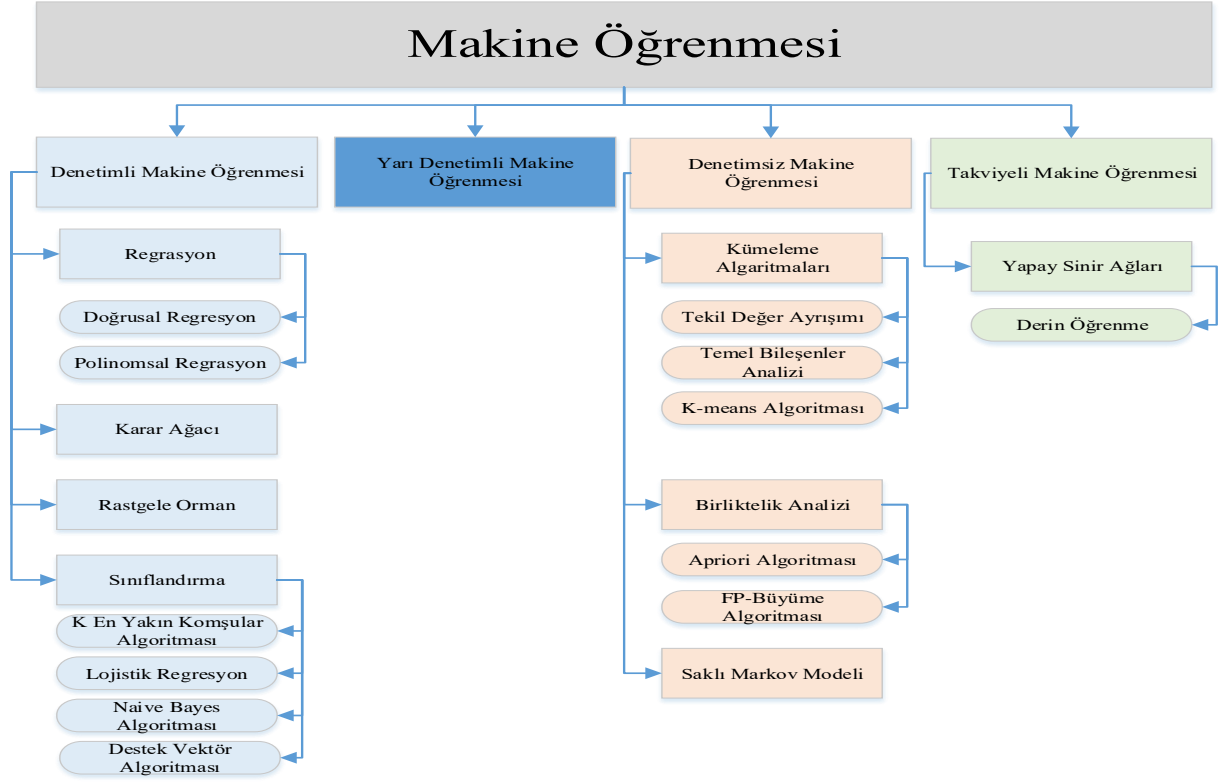 Makine Öğrenmesi
Denetimli Makine Öğrenmesi
Yarı Denetimli Makine
Öğrenmesi
Denetimsiz Makine
Öğrenmesi
Takviyeli Makine Öğrenmesi
Regrasyon
Doğrusal Regresyon
Polinomsal Regrasyon
Karar Ağacı
Rastgele Orman
Sınıflandırma
K En Yakın Komşular
Algoritması
Lojistik Regresyon
Naive Bayes
Algoritması
Destek Vektör
Algoritması
Kümeleme
Algaritmaları
Tekil Değer Ayrışımı
Temel Bileşenler
Analizi
K-means Algoritması
Birliktelik Analizi
Apriori Algoritması
FP-Büyüme
Algoritması
Saklı Markov Modeli
Yapay Sinir Ağları
Derin Öğrenme